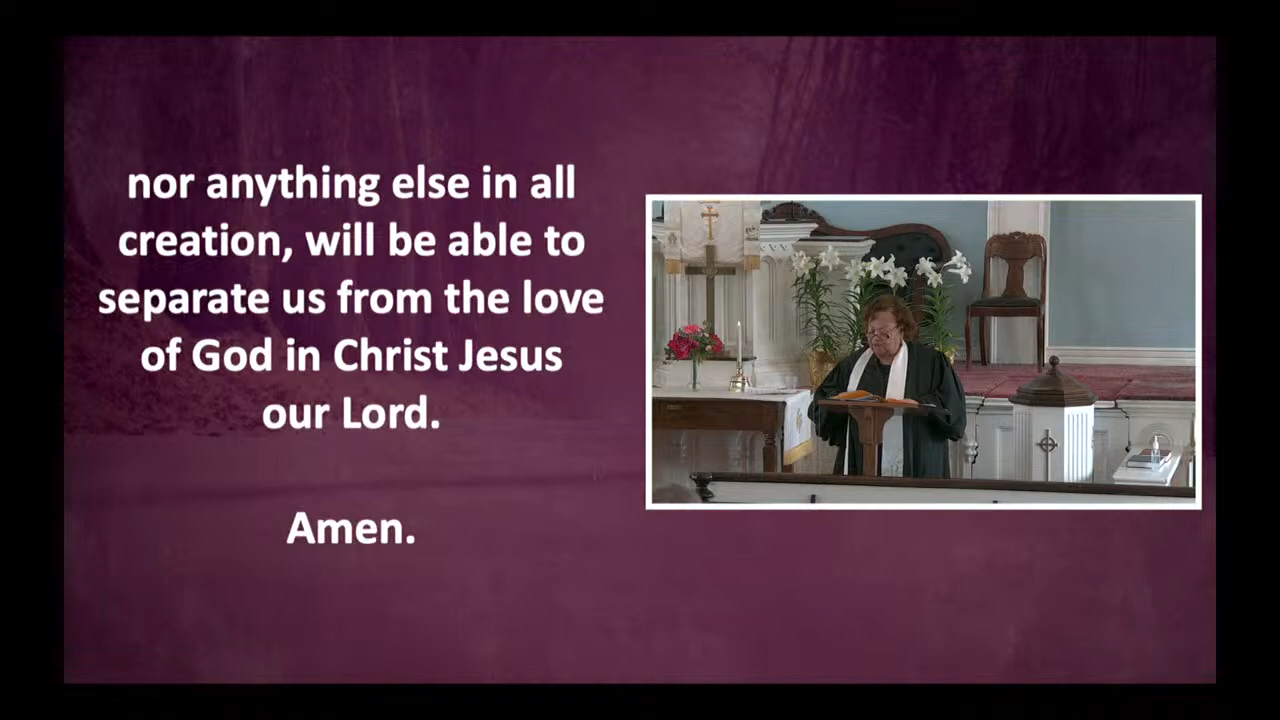 nor anything else in all
creation, will be able to
separate us from the love
of God in Christ Jesus
our Lord.
Amen.